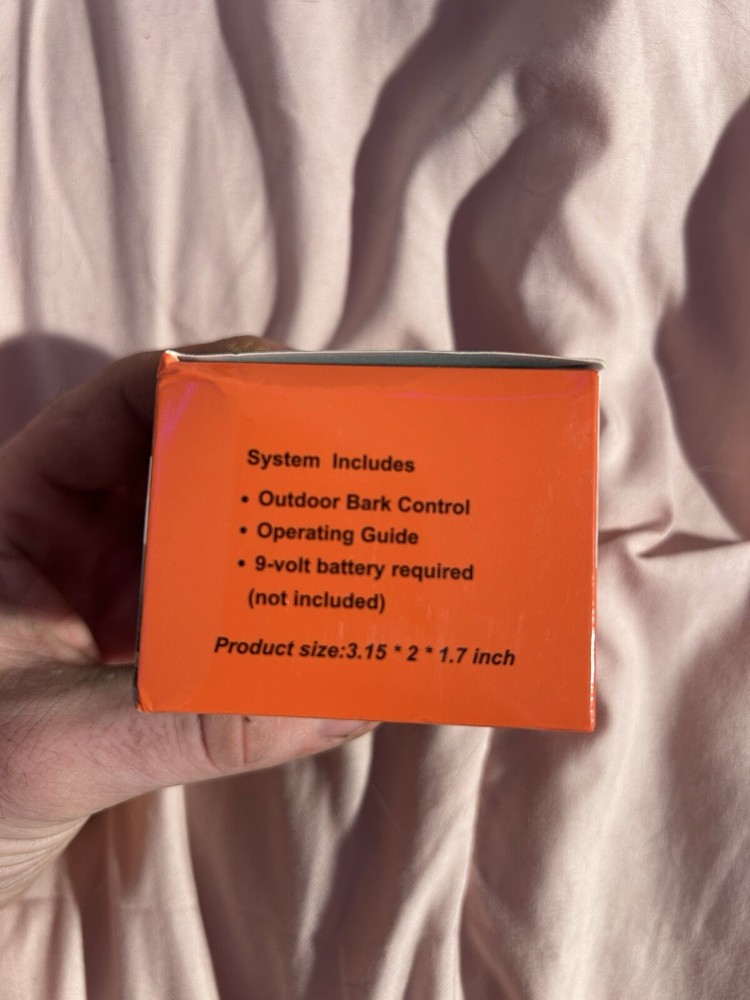 System Includes
• Outdoor Bark Control
• Operating Guide
• 9-volt battery required
(not included)
Product size:3.15 * 2 * 1.7 inch